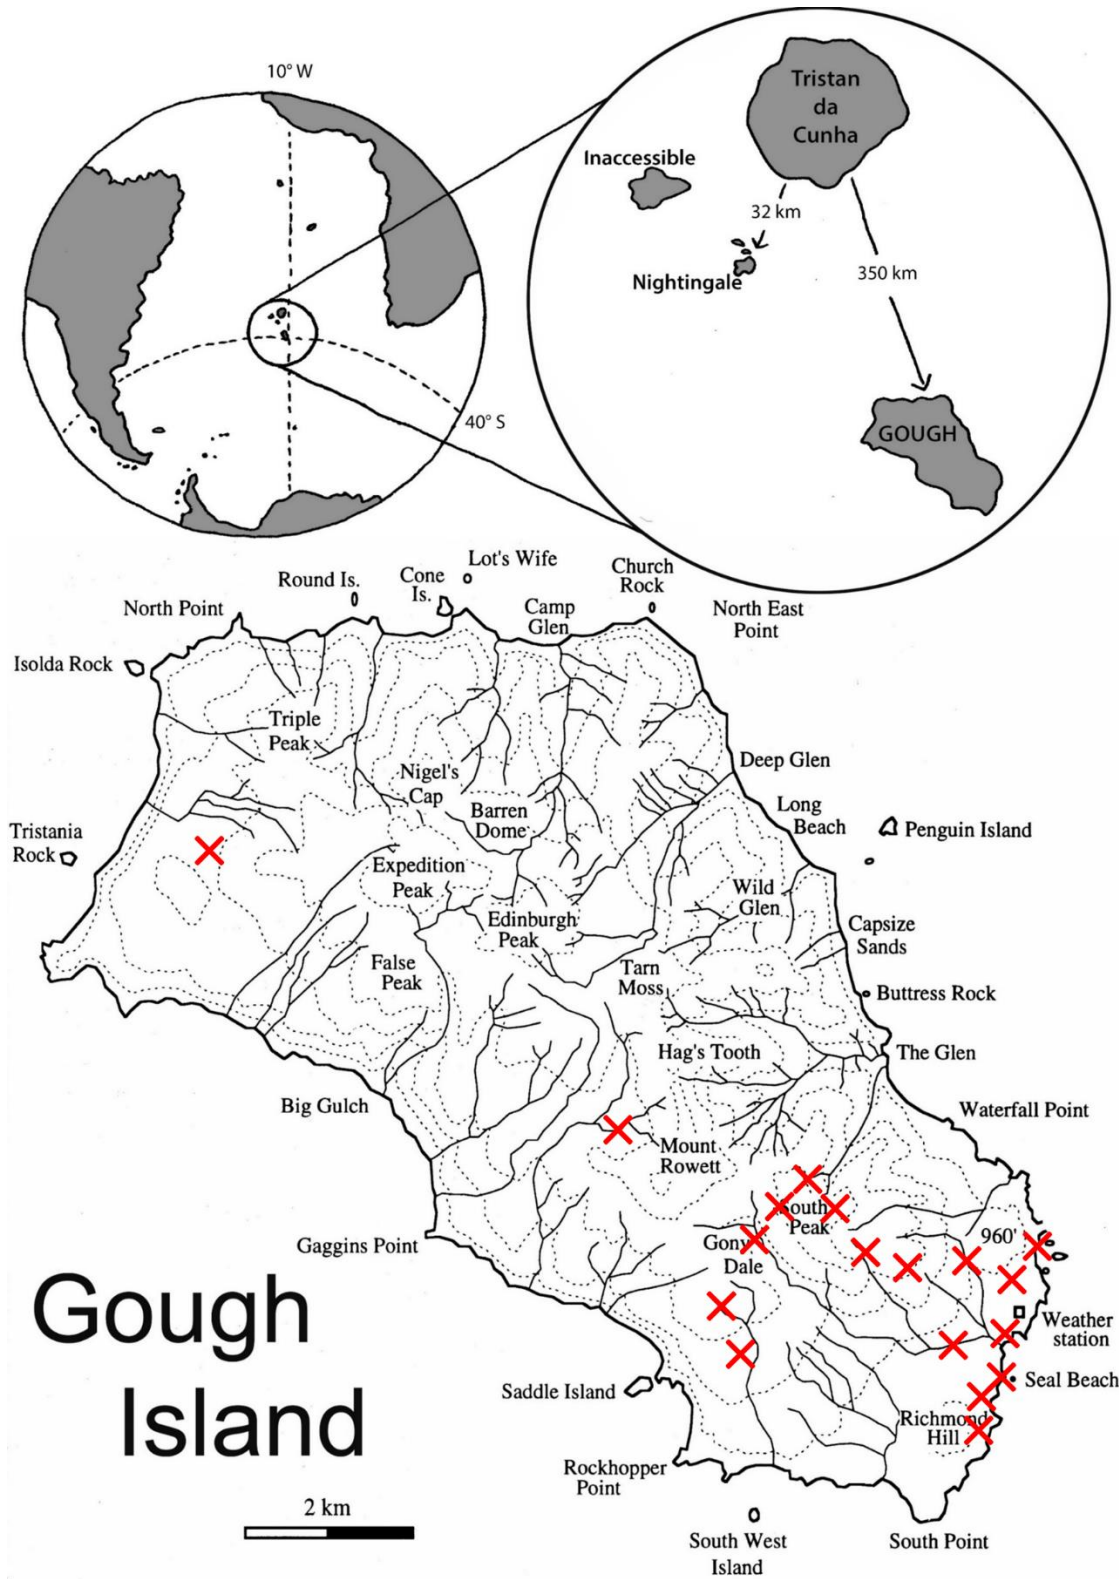 10° W
Tristan
da
Cunha
Inaccessible
32 km
Nightingale
350 km
GOUGH
40° S
Lot's Wife
Church
Rock
Round Is.
Cone
Is.
North Point
Camp
Glen
North East
Point
Isolda Rock
Triple
Peak
Deep Glen
Nigel's
Cap
Barren
Dome
Long
Beach
Penguin Island
Tristania
Rock
Expedition
Peak
Wild
Glen
Edinburgh
Peak
Capsize
Sands
False
Peak
Tarn
Moss
Buttress Rock
Hag's Tooth
The Glen
Big Gulch
Waterfall Point
Mount
Rowett
South
Peak
960'
Gony
Dale
Gaggins Point
Gough
Island
Weather
station
Saddle Island
Seal Beach
Richmond
Hill
Rockhopper
Point
2 km
South West
Island
South Point